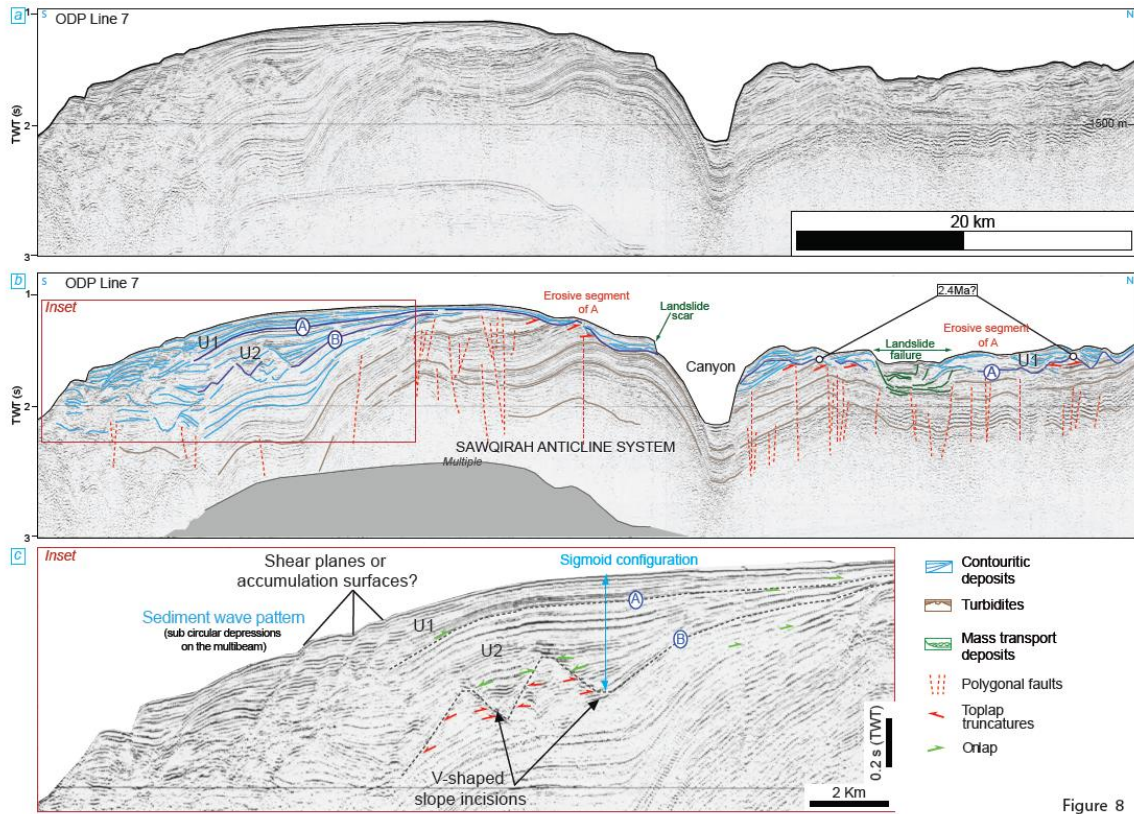 a
1
S
ODP Line 7
N
TWT (s)
2
1500 m
3
20 km
b
S
ODP Line 7
N
1
TWT (s)
2
3
Inset
U1
A
B
U2
Erosive segment
of A
Landslide
scar
Canyon
2.4Ma?
Landslide
failure
Erosive segment
of A
U1
A
SAWQIRAH ANTICLINE SYSTEM
Multiple
c
Inset
Shear planes or
accumulation surfaces?
Sediment wave pattern
(sub circular depressions
on the multibeam)
Sigmoid configuration
U1
A
U2
B
V-shaped
slope incisions
0.2 s (TWT)
2 Km
Contouritic
deposits
Turbidites
Mass transport
deposits
Polygonal faults
Toplap
truncatures
Onlap
Figure 8